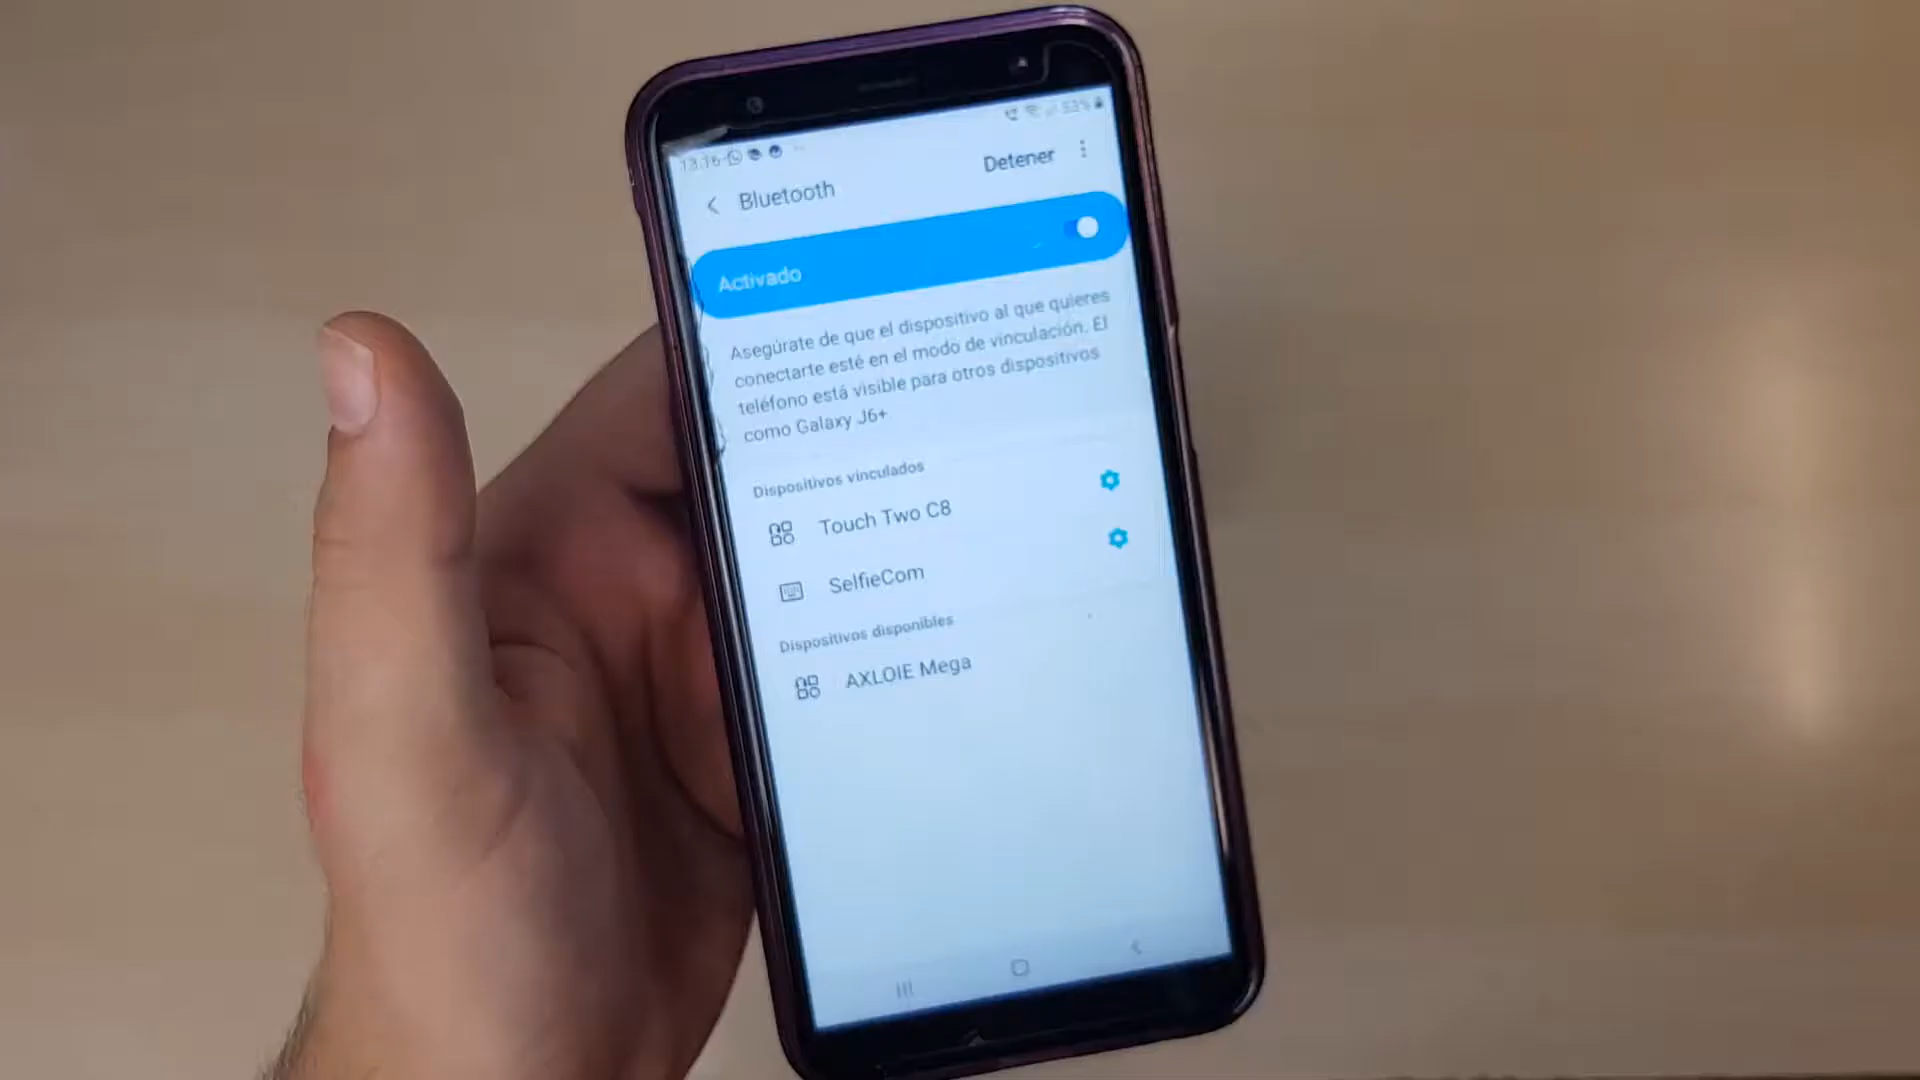 13:16
53%
Bluetooth
Detener
Activado
Asegúrate de que el dispositivo al que quieres
conectarte esté en el modo de vinculación. El
teléfono está visible para otros dispositivos
como Galaxy J6+
Dispositivos vinculados
Touch Two C8
SelfieCom
Dispositivos disponibles
AXLOIE Mega